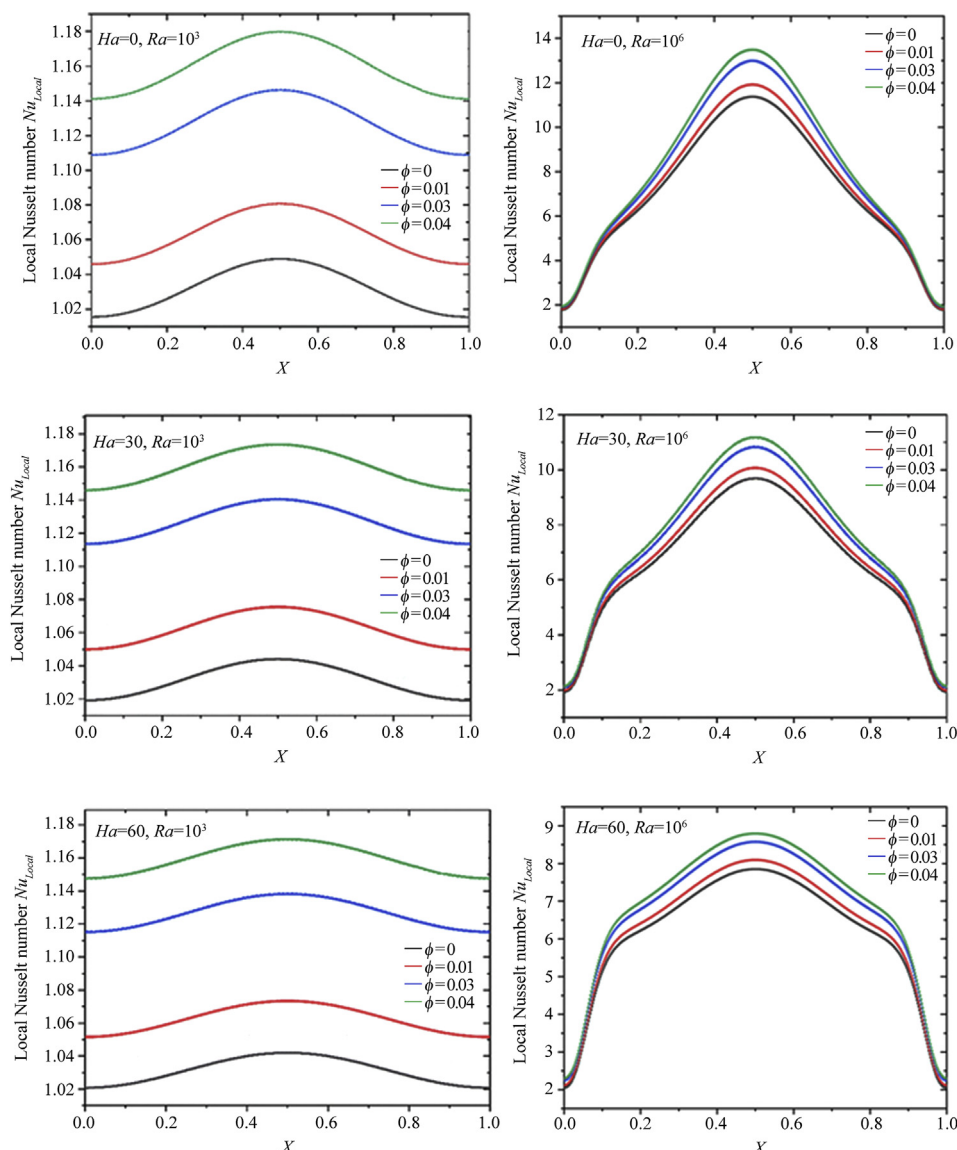 Ha=0, Ra=10³
Local Nusselt number Nu_Local
1.18
1.16
1.14
1.12
1.10
1.08
1.06
1.04
1.02
ϕ=0
ϕ=0.01
ϕ=0.03
ϕ=0.04
0.0 0.2 0.4 0.6 0.8 1.0
X
Ha=0, Ra=10⁶
Local Nusselt number Nu_Local
14
12
10
8
6
4
2
ϕ=0
ϕ=0.01
ϕ=0.03
ϕ=0.04
0.0 0.2 0.4 0.6 0.8 1.0
X
Ha=30, Ra=10³
Local Nusselt number Nu_Local
1.18
1.16
1.14
1.12
1.10
1.08
1.06
1.04
1.02
ϕ=0
ϕ=0.01
ϕ=0.03
ϕ=0.04
0.0 0.2 0.4 0.6 0.8 1.0
X
Ha=30, Ra=10⁶
Local Nusselt number Nu_Local
12
10
8
6
4
2
ϕ=0
ϕ=0.01
ϕ=0.03
ϕ=0.04
0.0 0.2 0.4 0.6 0.8 1.0
X
Ha=60, Ra=10³
Local Nusselt number Nu_Local
1.18
1.16
1.14
1.12
1.10
1.08
1.06
1.04
1.02
ϕ=0
ϕ=0.01
ϕ=0.03
ϕ=0.04
0.0 0.2 0.4 0.6 0.8 1.0
X
Ha=60, Ra=10⁶
Local Nusselt number Nu_Local
9
8
7
6
5
4
3
2
ϕ=0
ϕ=0.01
ϕ=0.03
ϕ=0.04
0.0 0.2 0.4 0.6 0.8 1.0
X